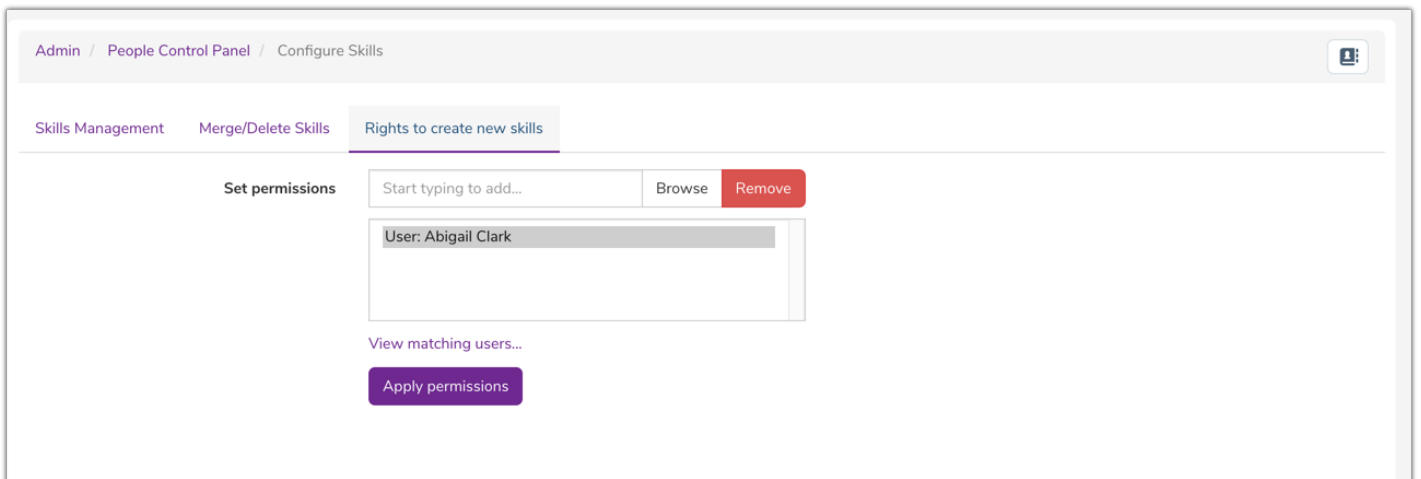 Admin / People Control Panel / Configure Skills
Skills Management Merge/Delete Skills Rights to create new skills
Set permissions Start typing to add... Browse Remove
User: Abigail Clark
View matching users...
Apply permissions